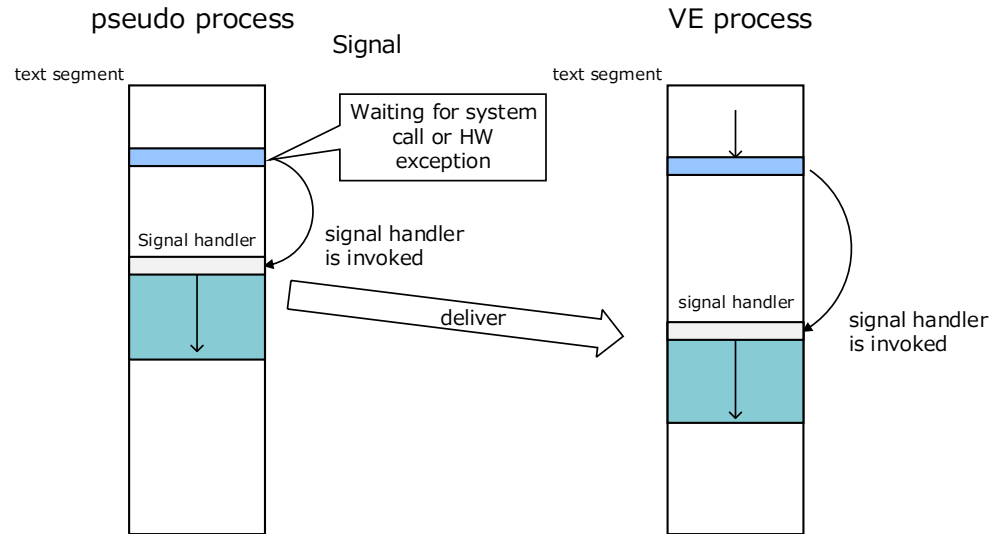 pseudo process
Signal
VE process
text segment
text segment
Waiting for system
call or HW
exception
Signal handler
signal handler
is invoked
deliver
signal handler
signal handler
is invoked